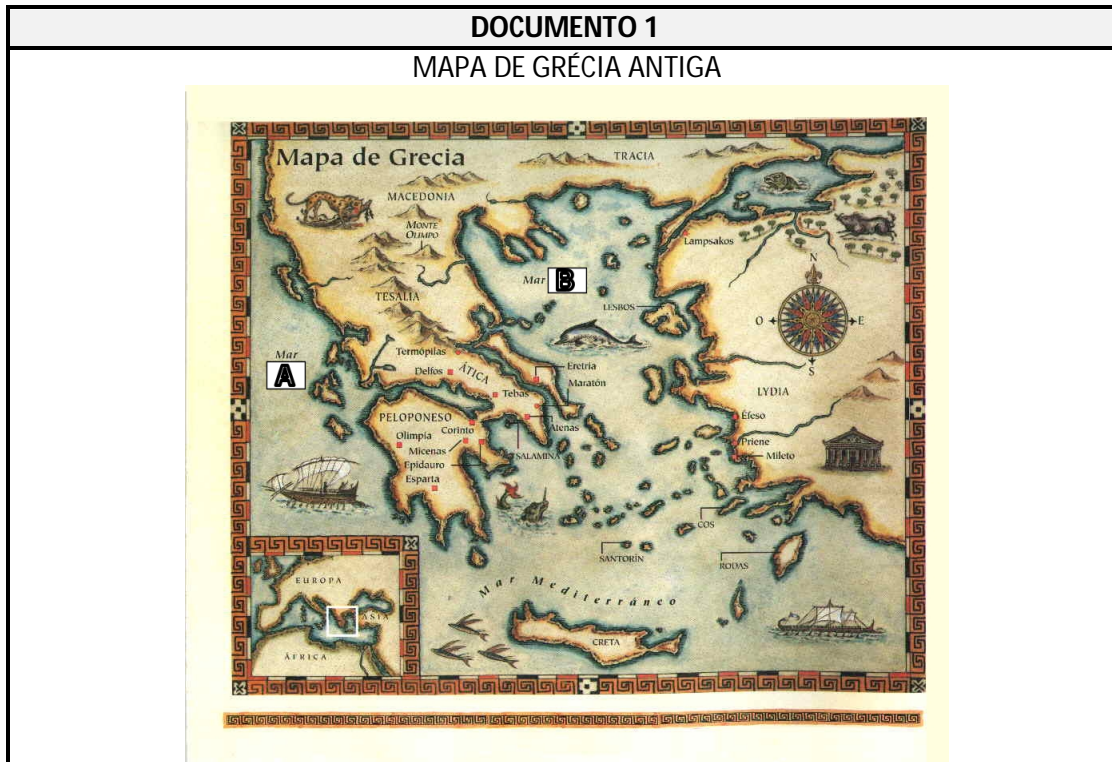 DOCUMENTO 1
MAPA DE GRÉCIA ANTIGA
Mapa de Grecia
TRACIA
MACEDONIA
MONTE
OLIMPO
Lampsakos
Mar B
N
TESALIA
LESBOS
O
E
Mar
A
S
Termópilas
Eretria
Delfos
ÁTICA
Maratón
Tebas
LYDIA
PELOPONESO
Éfeso
Corinto
Atenas
Olimpia
Priene
Micenas
SALAMINA
Mileto
Epidauro
Esparta
COS
SANTORÍN
RODAS
EUROPA
Mar Mediterráneo
ASIA
CRETA
ÁFRICA